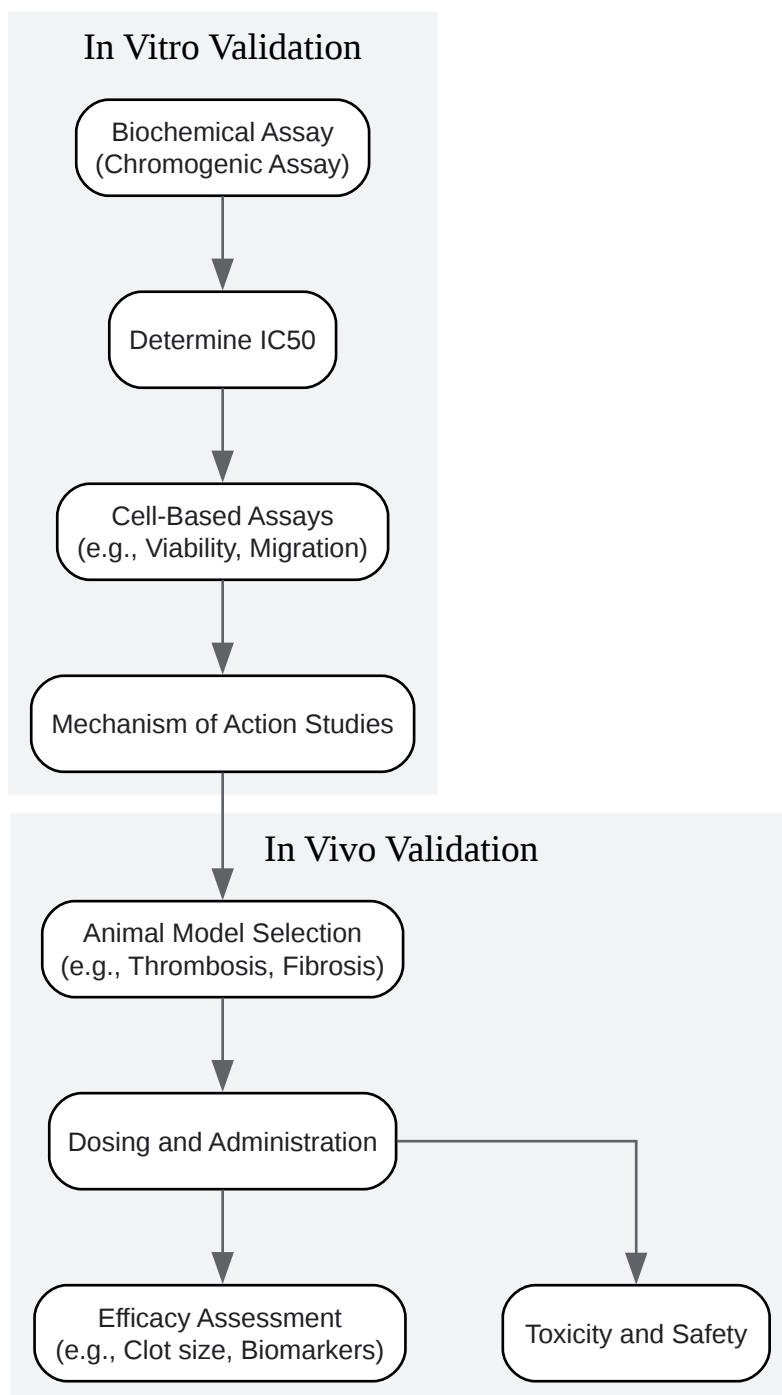 In Vitro Validation
Biochemical Assay
(Chromogenic Assay)
Determine IC50
Cell-Based Assays
(e.g., Viability, Migration)
Mechanism of Action Studies
In Vivo Validation
Animal Model Selection
(e.g., Thrombosis, Fibrosis)
Dosing and Administration
Efficacy Assessment
(e.g., Clot size, Biomarkers)
Toxicity and Safety